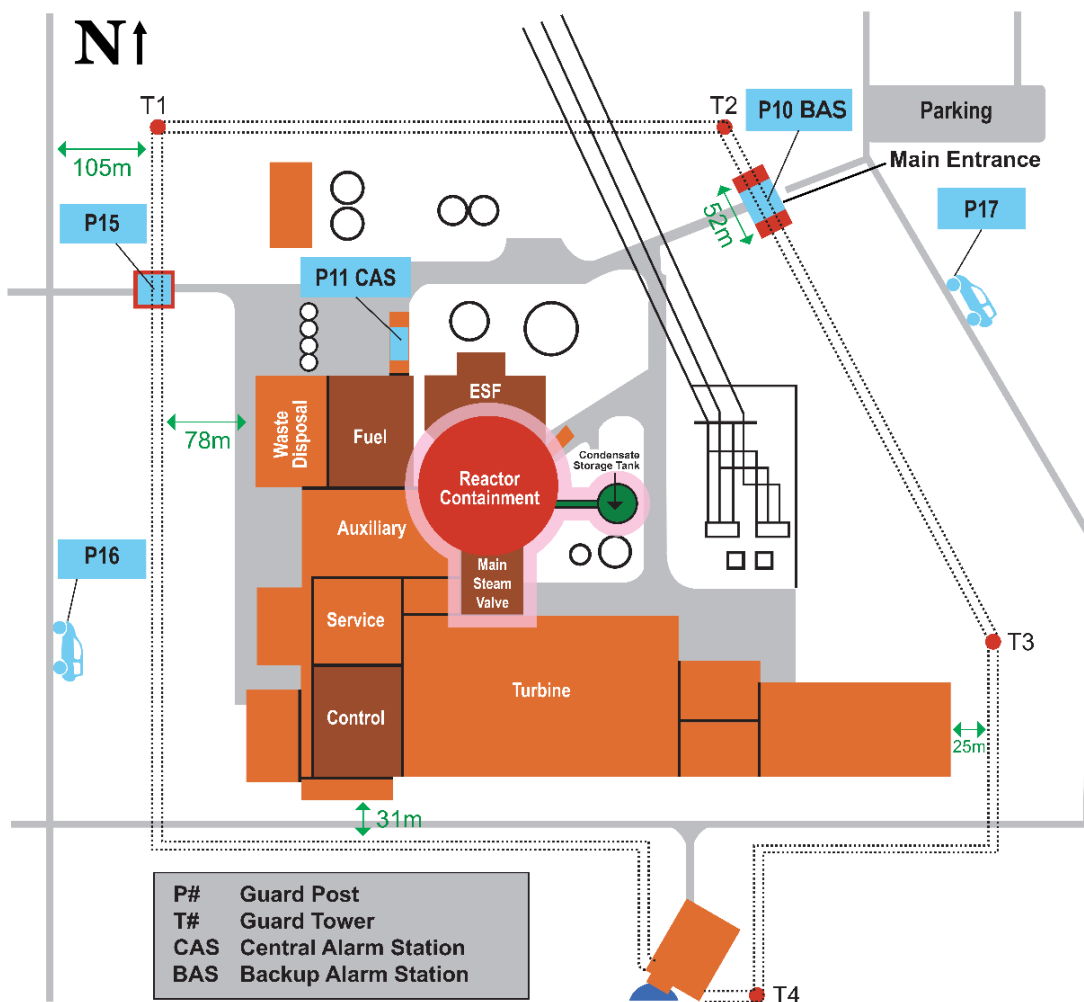 N
T1
T2
P10 BAS
Parking
Main Entrance
105m
P15
52m
P17
P11 CAS
ESF
Waste
Disposal
Fuel
78m
Condensate
Storage Tank
Reactor
Containment
Auxiliary
P16
Main
Steam
Valve
Service
T3
Turbine
Control
25m
31m
P# Guard Post
T# Guard Tower
CAS Central Alarm Station
BAS Backup Alarm Station
T4